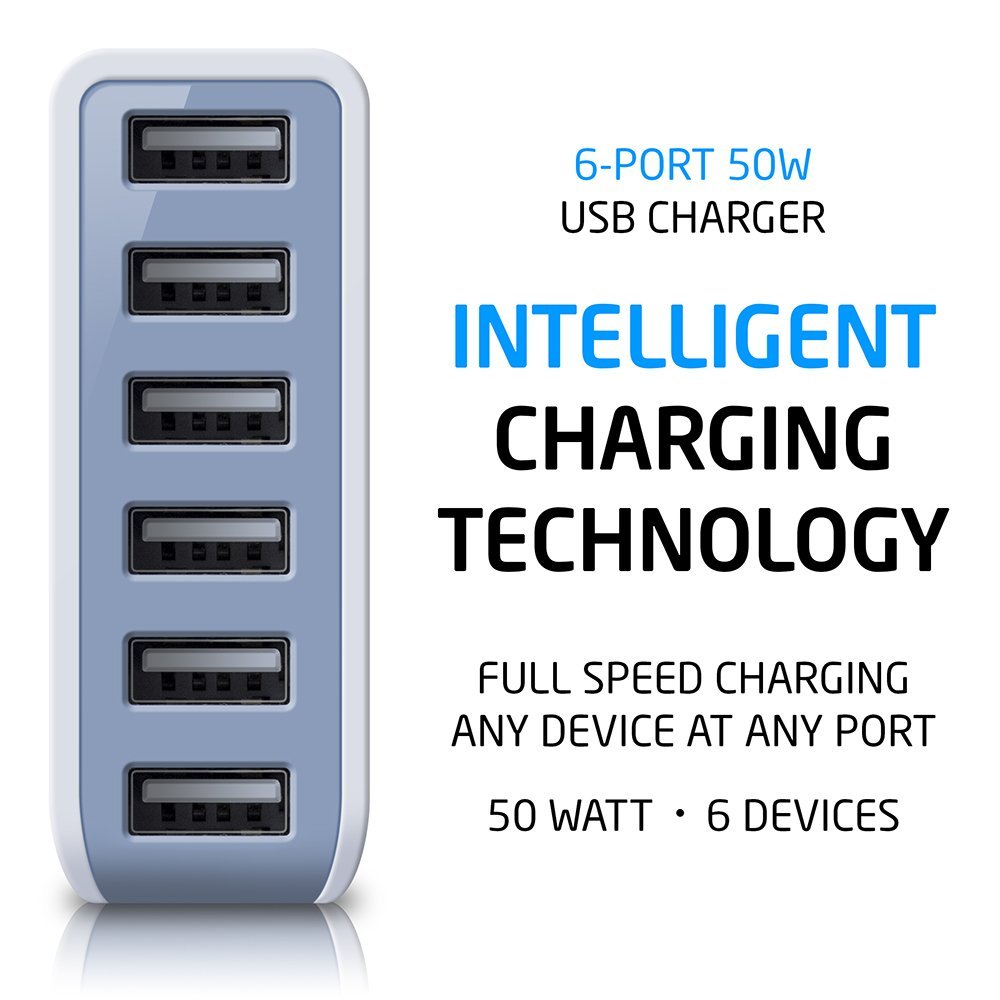 6-PORT 50W
USB CHARGER
INTELLIGENT
CHARGING
TECHNOLOGY
FULL SPEED CHARGING
ANY DEVICE AT ANY PORT
50 WATT • 6 DEVICES